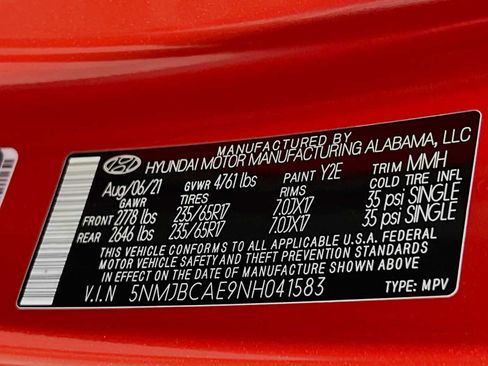 MANUFACTURED BY
HYUNDAI MOTOR MANUFACTURING ALABAMA, LLC
Aug/06/21 GVWR 4761 lbs PAINT Y2E TRIM MMH
GAWR TIRES RIMS COLD TIRE INFL
FRONT 2778 lbs 235/65R17 7.0JX17 35 psi SINGLE
REAR 2646 lbs 235/65R17 7.0JX17 35 psi SINGLE
THIS VEHICLE CONFORMS TO ALL APPLICABLE U.S.A. FEDERAL
MOTOR VEHICLE SAFETY AND THEFT PREVENTION STANDARDS
IN EFFECT ON THE DATE OF MANUFACTURE SHOWN ABOVE.
V.I.N 5NMJBCAE9NH041583 TYPE: MPV